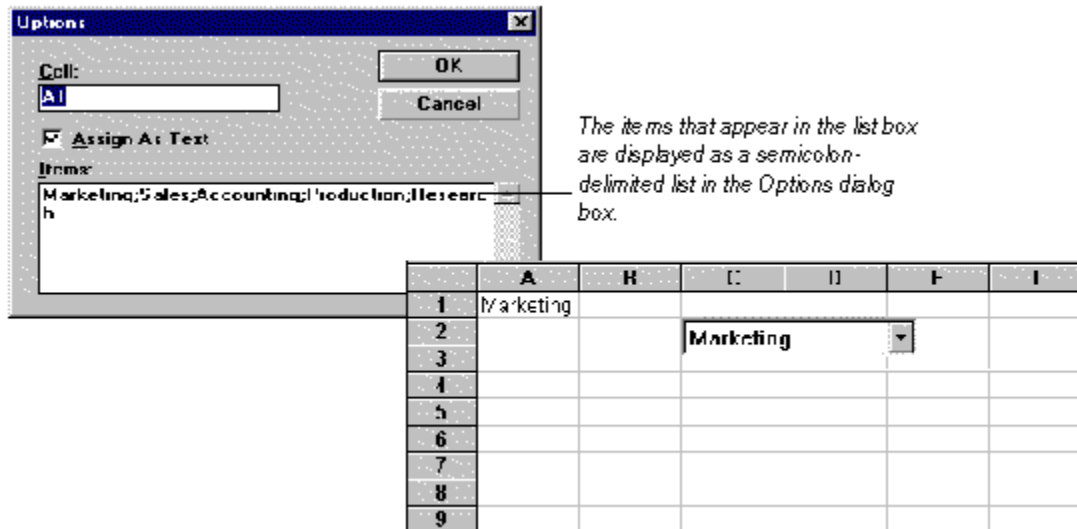 Options
OK
Cell:
A1
Cancel
Assign As Text
Items:
Marketing;Sales;Accounting;Production;Researc
h
The items that appear in the list box
are displayed as a semicolon-
delimited list in the Options dialog
box.
A B C D E F
1 Marketing
2 Marketing
3
4
5
6
7
8
9